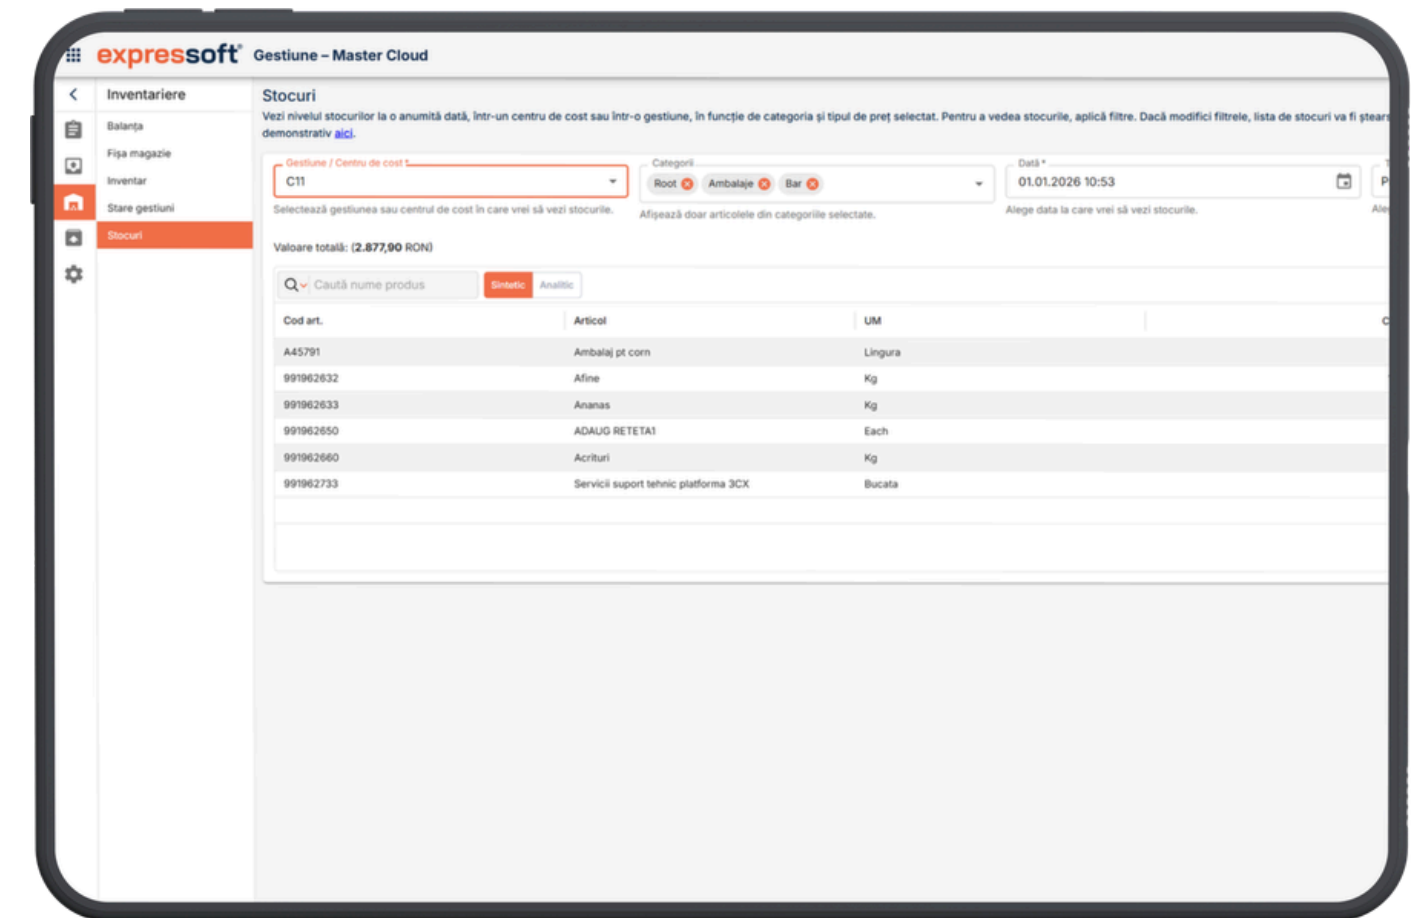 expressoft® Gestiune – Master Cloud
Inventariere
Balanța
Fișa magazie
Inventar
Stare gestiuni
Stocuri
Stocuri
Vezi nivelul stocurilor la o anumită dată, într-un centru de cost sau într-o gestiune, în funcție de categoria și tipul de preț selectat. Pentru a vedea stocurile, aplică filtre. Dacă modifici filtrele, lista de stocuri va fi ștears
demonstrativ aici.
Gestiune / Centru de cost *
C11
Selectează gestiunea sau centrul de cost în care vrei să vezi stocurile.
Categorii
Root Ambalaje Bar
Afișează doar articolele din categoriile selectate.
Dată *
01.01.2026 10:53
Alege data la care vrei să vezi stocurile.
T
P
Ale
Valoare totală: (2.877,90 RON)
Caută nume produs Sintetic Analitic
Cod art. Articol UM C
A45791 Ambalaj pt corn Lingura
991962632 Afine Kg
991962633 Ananas Kg
991962650 ADAUG RETETA1 Each
991962660 Acrituri Kg
991962733 Servicii suport tehnic platforma 3CX Bucata